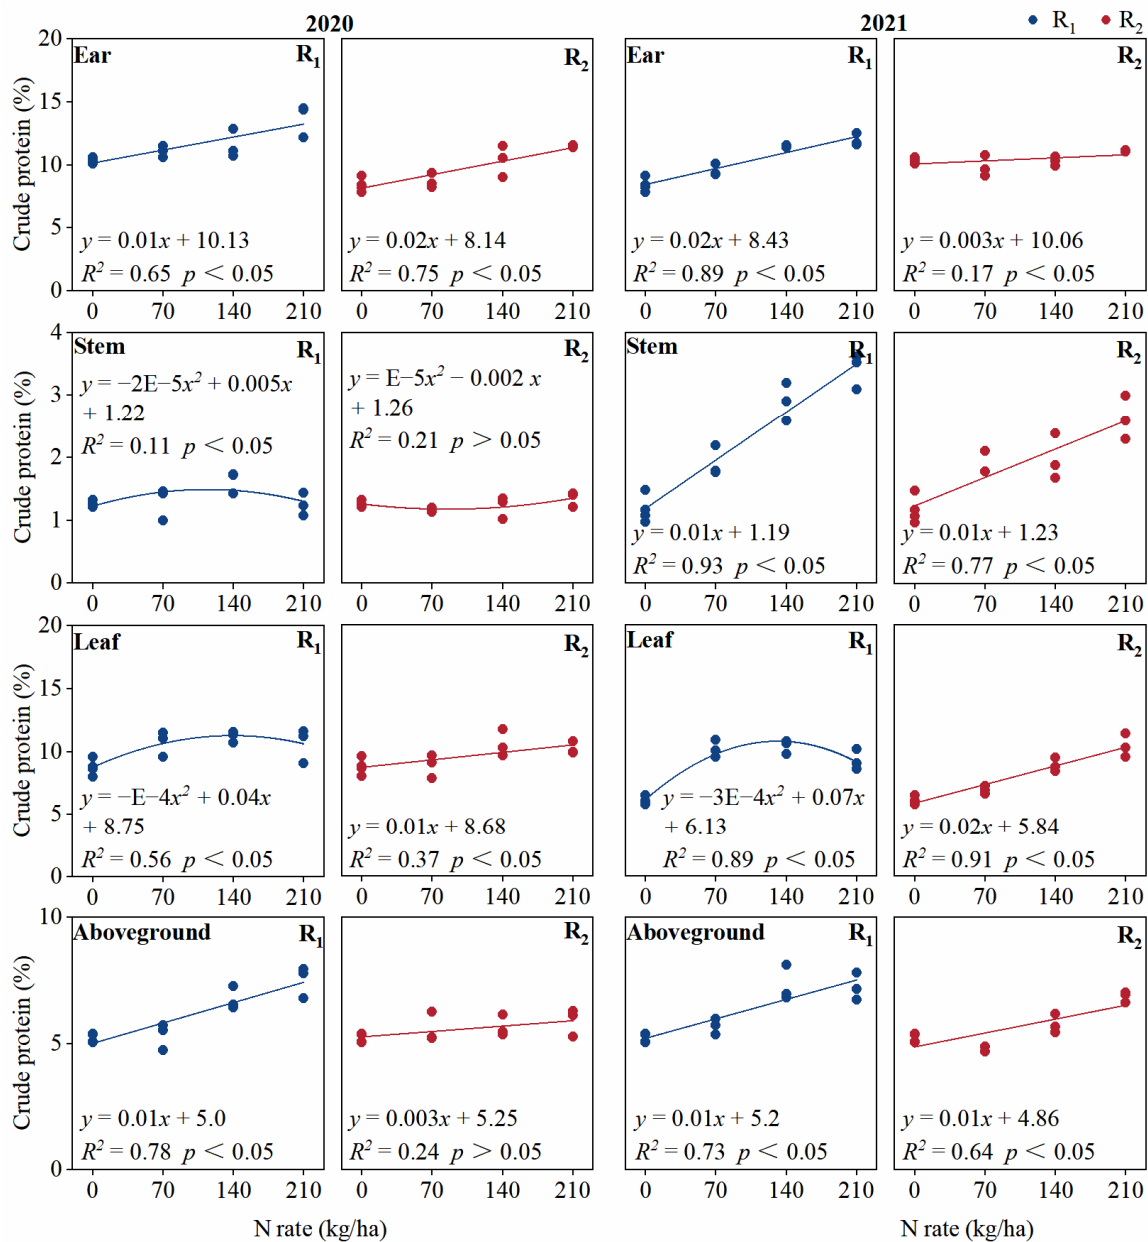 2020
2021
R1 R2
Crude protein (%)
20
15
10
5
0
Ear R1
y = 0.01x + 10.13
R² = 0.65 p < 0.05
0 70 140 210
R2
y = 0.02x + 8.14
R² = 0.75 p < 0.05
0 70 140 210
Ear R1
y = 0.02x + 8.43
R² = 0.89 p < 0.05
0 70 140 210
R2
y = 0.003x + 10.06
R² = 0.17 p < 0.05
0 70 140 210
Crude protein (%)
4
3
2
1
0
Stem R1
y = −2E−5x² + 0.005x
+ 1.22
R² = 0.11 p < 0.05
0 70 140 210
R2
y = E−5x² − 0.002 x
+ 1.26
R² = 0.21 p > 0.05
0 70 140 210
Stem R1
y = 0.01x + 1.19
R² = 0.93 p < 0.05
0 70 140 210
R2
y = 0.01x + 1.23
R² = 0.77 p < 0.05
0 70 140 210
Crude protein (%)
20
15
10
5
0
Leaf R1
y = −E−4x² + 0.04x
+ 8.75
R² = 0.56 p < 0.05
0 70 140 210
R2
y = 0.01x + 8.68
R² = 0.37 p < 0.05
0 70 140 210
Leaf R1
y = −3E−4x² + 0.07x
+ 6.13
R² = 0.89 p < 0.05
0 70 140 210
R2
y = 0.02x + 5.84
R² = 0.91 p < 0.05
0 70 140 210
Crude protein (%)
10
5
0
Aboveground R1
y = 0.01x + 5.0
R² = 0.78 p < 0.05
0 70 140 210
R2
y = 0.003x + 5.25
R² = 0.24 p > 0.05
0 70 140 210
Aboveground R1
y = 0.01x + 5.2
R² = 0.73 p < 0.05
0 70 140 210
R2
y = 0.01x + 4.86
R² = 0.64 p < 0.05
0 70 140 210
N rate (kg/ha)
N rate (kg/ha)